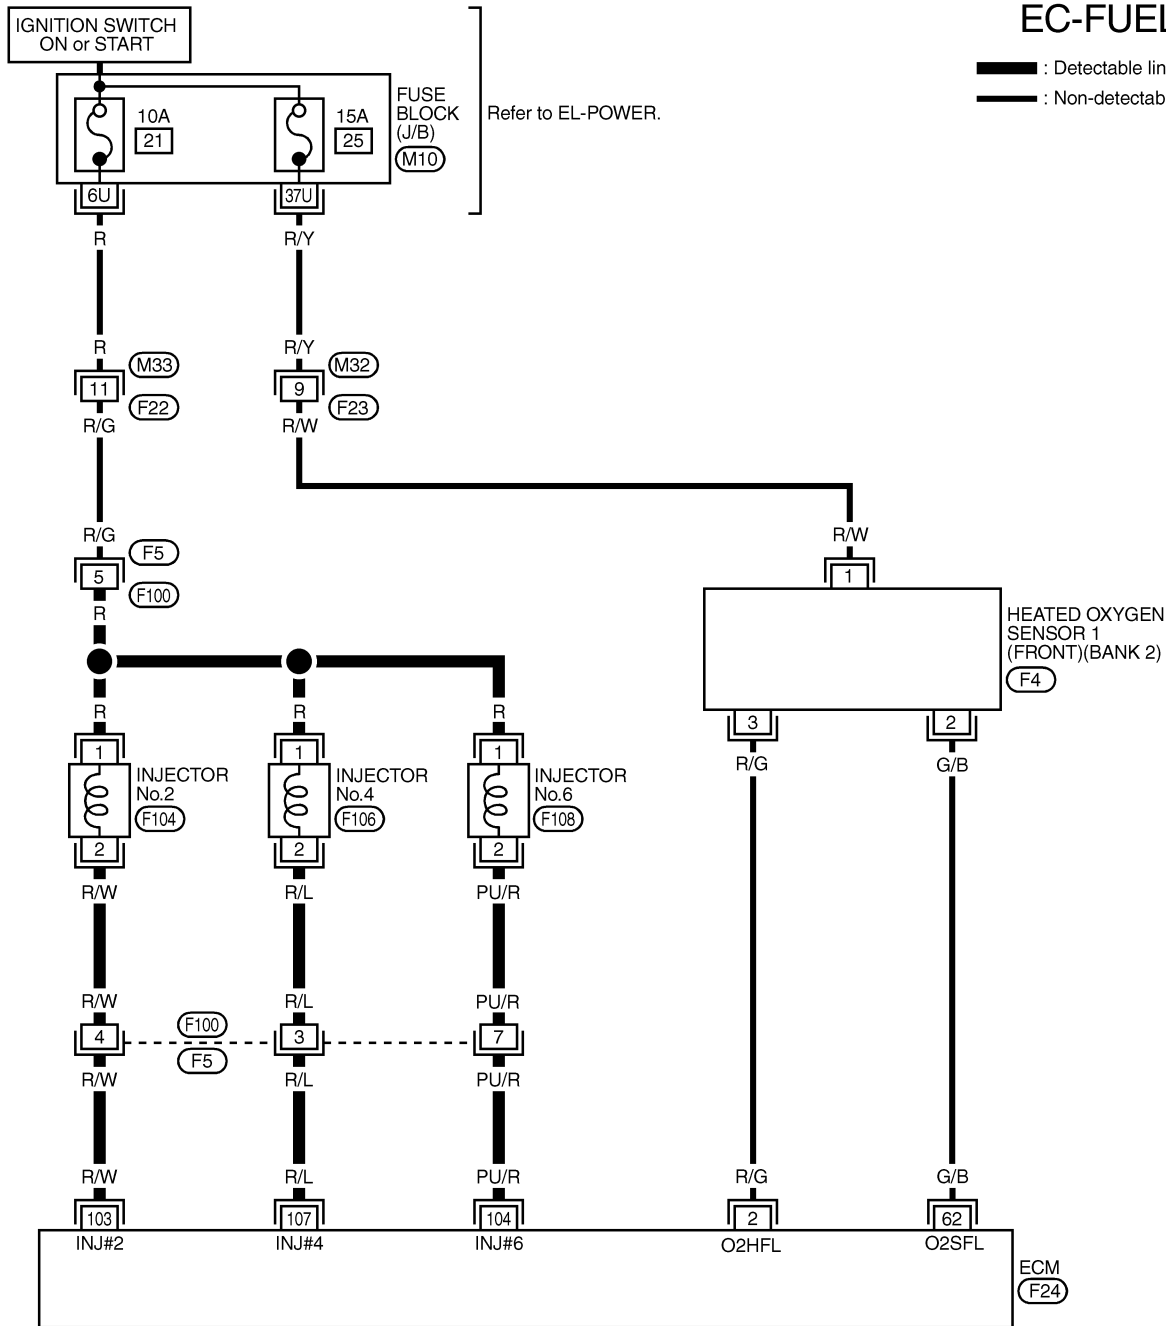 EC-FUEL
IGNITION SWITCH
ON or START
: Detectable lin
: Non-detectab
10A
21
15A
25
FUSE
BLOCK
(J/B)
M10
Refer to EL-POWER.
6U
37U
R
R/Y
R
R/Y
M33
M32
11
9
F22
F23
R/G
R/W
R/G
R/W
F5
5
1
F100
R
HEATED OXYGEN
SENSOR 1
(FRONT)(BANK 2)
F4
R
R
R
3
2
1
1
1
R/G
G/B
INJECTOR
No.2
F104
INJECTOR
No.4
F106
INJECTOR
No.6
F108
2
2
2
R/W
R/L
PU/R
R/W
R/L
PU/R
F100
4
3
7
F5
R/W
R/L
PU/R
R/W
R/L
PU/R
R/G
G/B
103
107
104
2
62
INJ#2
INJ#4
INJ#6
O2HFL
O2SFL
ECM
F24